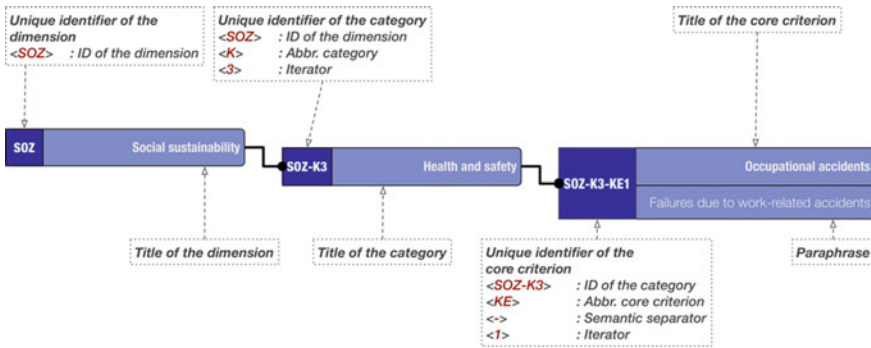 Unique identifier of the
dimension
<SOZ> : ID of the dimension
Unique identifier of the category
<SOZ> : ID of the dimension
<K> : Abbr. category
<3> : Iterator
Title of the core criterion
SOZ
Social sustainability
SOZ-K3
Health and safety
SOZ-K3-KE1
Occupational accidents
Failures due to work-related accidents
Title of the dimension
Title of the category
Unique identifier of the
core criterion
<SOZ-K3> : ID of the category
<KE> : Abbr. core criterion
<-> : Semantic separator
<1> : Iterator
Paraphrase